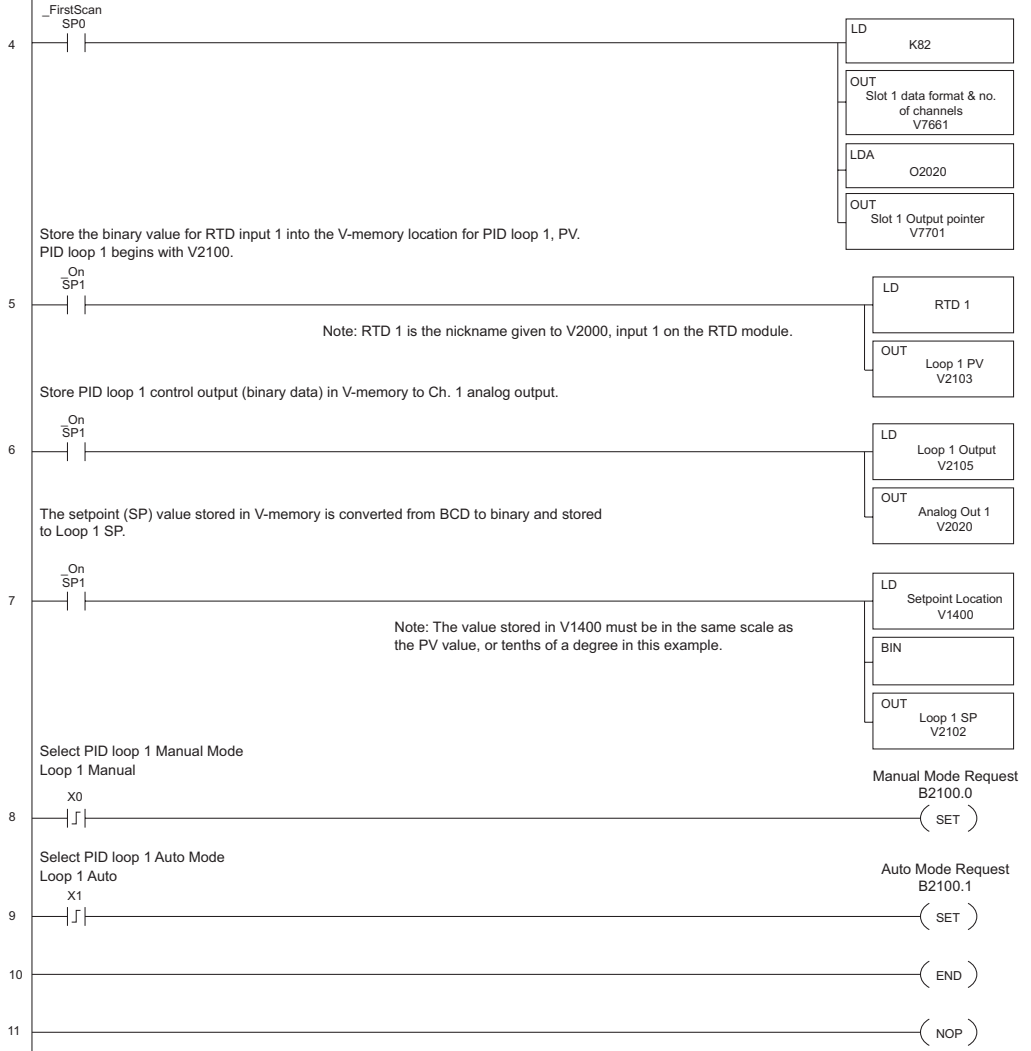 _FirstScan
SP0
4
LD
K82
OUT
Slot 1 data format & no.
of channels
V7661
LDA
O2020
OUT
Slot 1 Output pointer
V7701
Store the binary value for RTD input 1 into the V-memory location for PID loop 1, PV.
PID loop 1 begins with V2100.
_On
SP1
5
LD
RTD 1
Note: RTD 1 is the nickname given to V2000, input 1 on the RTD module.
OUT
Loop 1 PV
V2103
Store PID loop 1 control output (binary data) in V-memory to Ch. 1 analog output.
_On
SP1
6
LD
Loop 1 Output
V2105
OUT
Analog Out 1
V2020
The setpoint (SP) value stored in V-memory is converted from BCD to binary and stored
to Loop 1 SP.
_On
SP1
7
LD
Setpoint Location
V1400
Note: The value stored in V1400 must be in the same scale as
the PV value, or tenths of a degree in this example.
BIN
OUT
Loop 1 SP
V2102
Select PID loop 1 Manual Mode
Loop 1 Manual
X0
8
Manual Mode Request
B2100.0
SET
Select PID loop 1 Auto Mode
Loop 1 Auto
X1
9
Auto Mode Request
B2100.1
SET
10
END
11
NOP